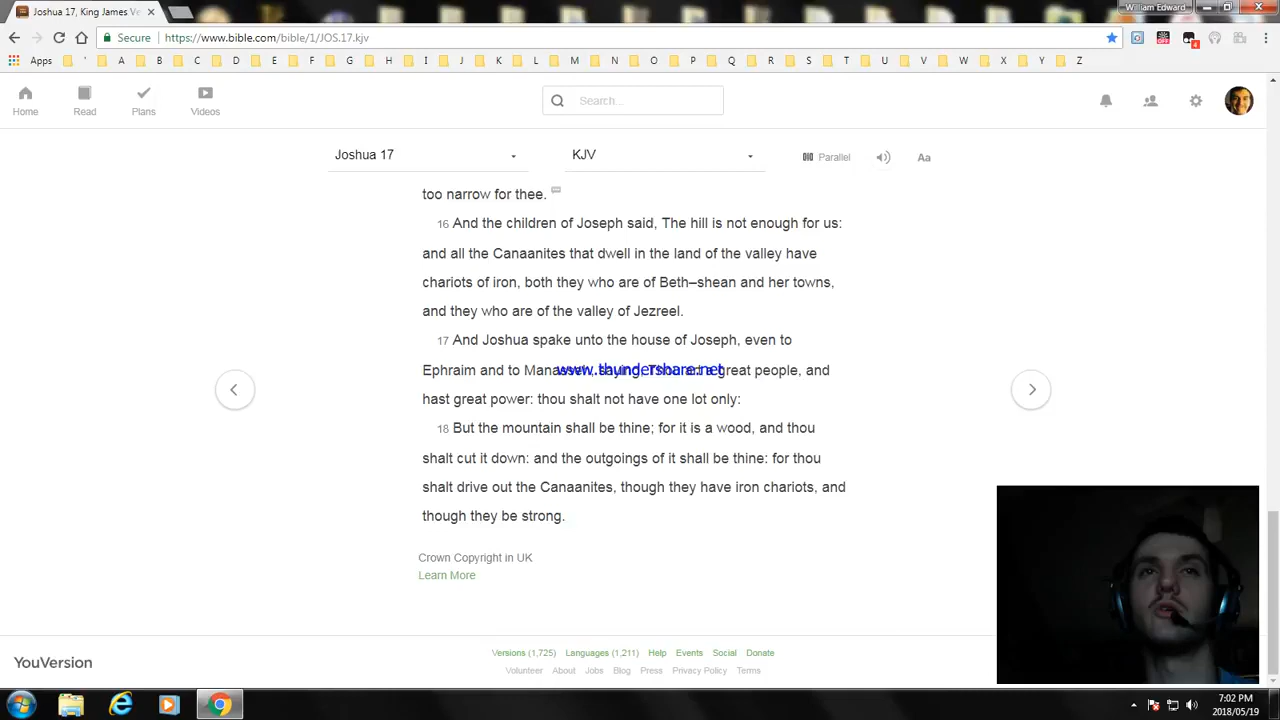 Joshua 17, King James Ve
William Edward
Secure https://www.bible.com/bible/1/JOS.17.kjv
Apps ' A B C D E F G H I J K L M N O P Q R S T U V W X Y Z
Home Read Plans Videos
Search...
Joshua 17 KJV Parallel Aa
too narrow for thee.
16 And the children of Joseph said, The hill is not enough for us:
and all the Canaanites that dwell in the land of the valley have
chariots of iron, both they who are of Beth–shean and her towns,
and they who are of the valley of Jezreel.
17 And Joshua spake unto the house of Joseph, even to
Ephraim and to Manasseh, saying, Thou art a great people, and
www.thundershare.net
hast great power: thou shalt not have one lot only:
18 But the mountain shall be thine; for it is a wood, and thou
shalt cut it down: and the outgoings of it shall be thine: for thou
shalt drive out the Canaanites, though they have iron chariots, and
though they be strong.
Crown Copyright in UK
Learn More
YouVersion
Versions (1,725) Languages (1,211) Help Events Social Donate
Volunteer About Jobs Blog Press Privacy Policy Terms
7:02 PM
2018/05/19